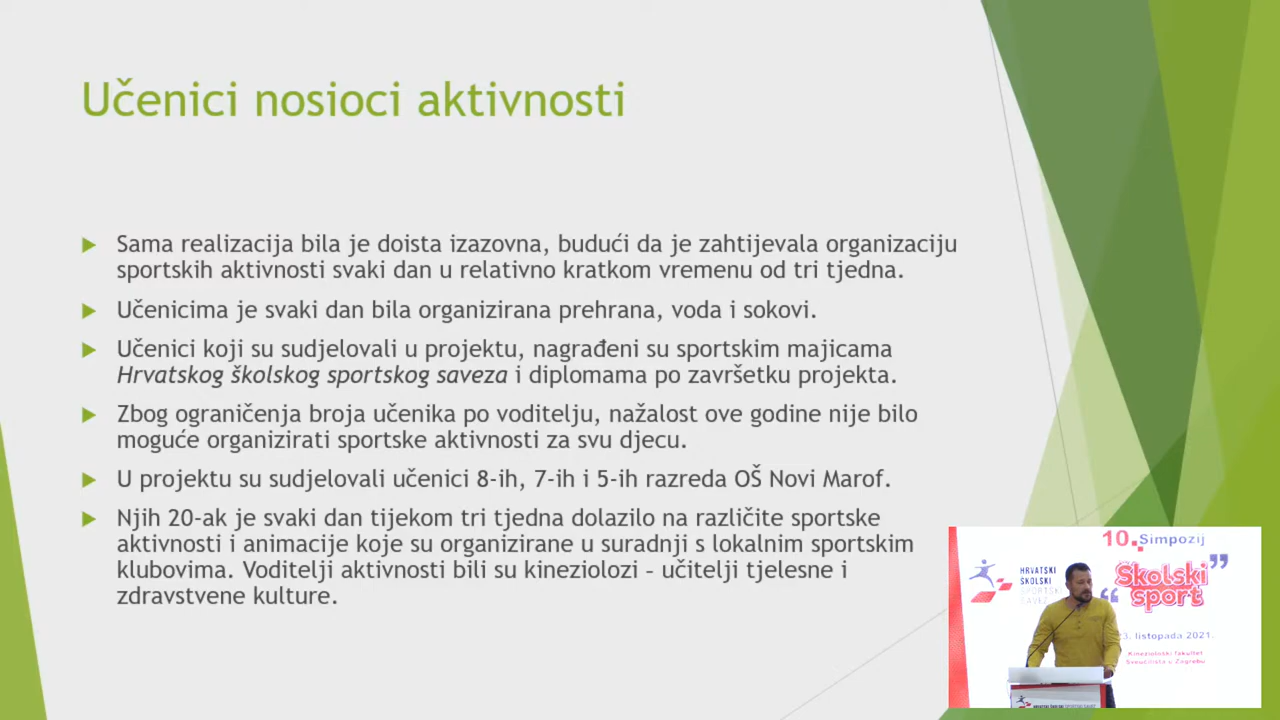 Učenici nosioci aktivnosti
Sama realizacija bila je doista izazovna, budući da je zahtijevala organizaciju
sportskih aktivnosti svaki dan u relativno kratkom vremenu od tri tjedna.
Učenicima je svaki dan bila organizirana prehrana, voda i sokovi.
Učenici koji su sudjelovali u projektu, nagrađeni su sportskim majicama
Hrvatskog školskog sportskog saveza i diplomama po završetku projekta.
Zbog ograničenja broja učenika po voditelju, nažalost ove godine nije bilo
moguće organizirati sportske aktivnosti za svu djecu.
U projektu su sudjelovali učenici 8-ih, 7-ih i 5-ih razreda OŠ Novi Marof.
Njih 20-ak je svaki dan tijekom tri tjedna dolazilo na različite sportske
aktivnosti i animacije koje su organizirane u suradnji s lokalnim sportskim
klubovima. Voditelji aktivnosti bili su kineziolozi – učitelji tjelesne i
zdravstvene kulture.
10. Simpozij
„Školski
sport”
HRVATSKI
ŠKOLSKI
SPORTSKI
SAVEZ
3. listopada 2021.
Kineziološki fakultet
Sveučilišta u Zagrebu
HRVATSKI ŠKOLSKI SPORTSKI SAVEZ